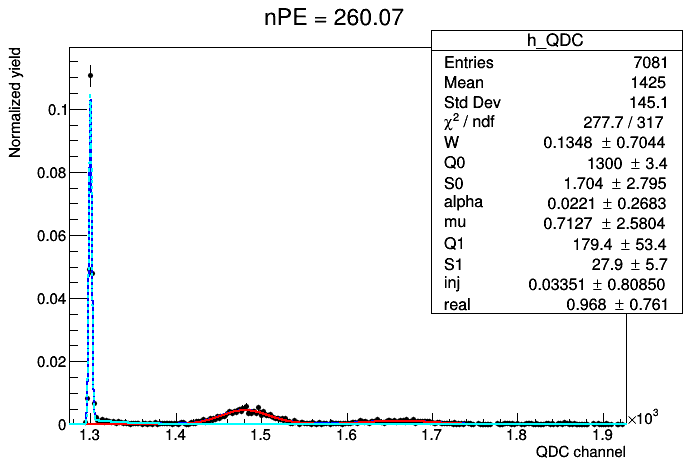 nPE = 260.07
h_QDC
Entries 7081
Mean 1425
Std Dev 145.1
χ² / ndf 277.7 / 317
W 0.1348 ± 0.7044
Q0 1300 ± 3.4
S0 1.704 ± 2.795
alpha 0.0221 ± 0.2683
mu 0.7127 ± 2.5804
Q1 179.4 ± 53.4
S1 27.9 ± 5.7
inj 0.03351 ± 0.80850
real 0.968 ± 0.761
Normalized yield
0.1
0.08
0.06
0.04
0.02
0
1.3 1.4 1.5 1.6 1.7 1.8 1.9 ×10³
QDC channel